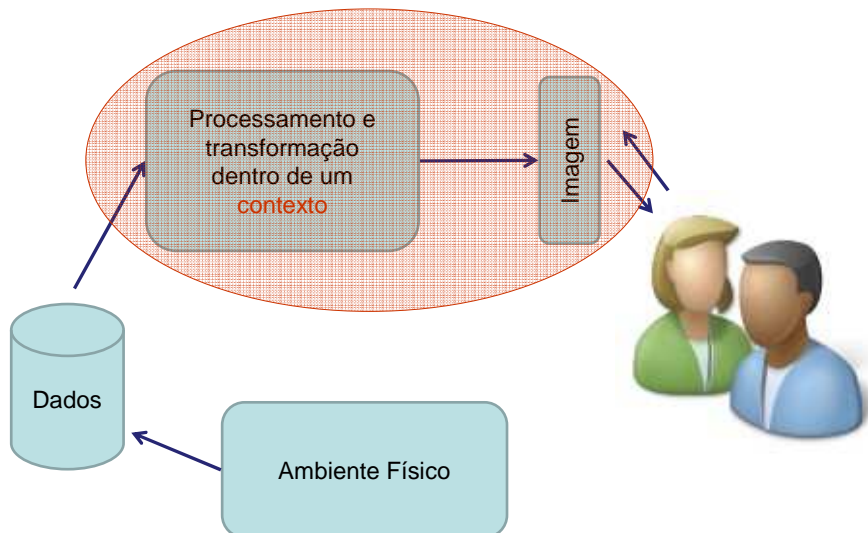 Processamento e
transformação
dentro de um
contexto
Imagem
Dados
Ambiente Físico